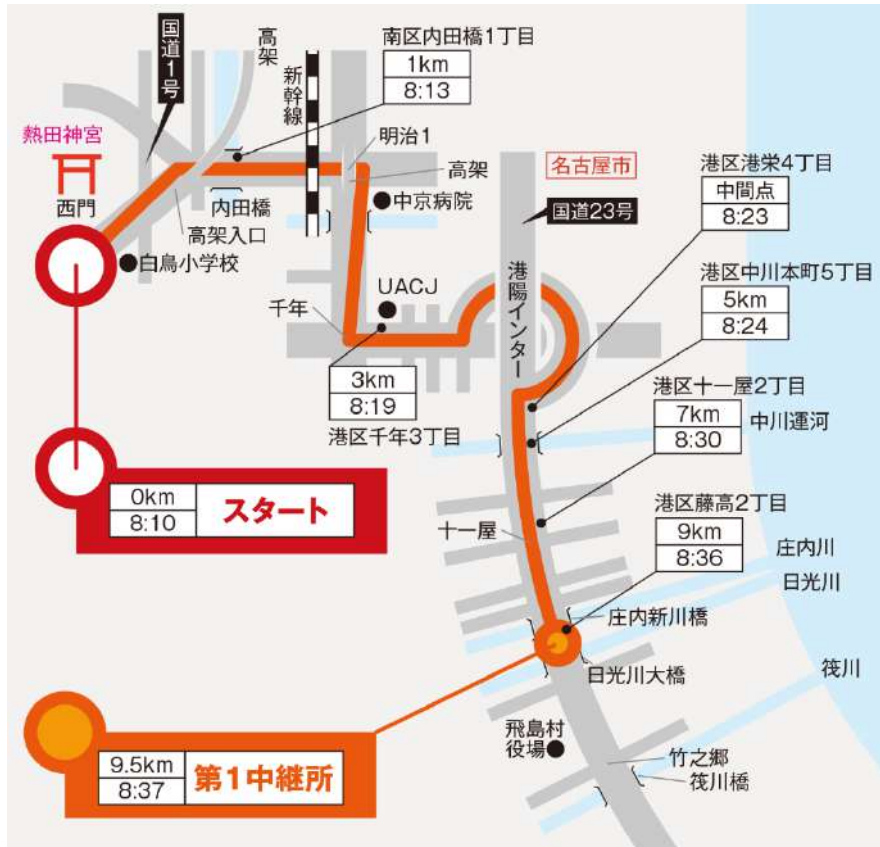 国道1号
高架
新幹線
南区内田橋1丁目
1km
8:13
熱田神宮
西門
明治1
高架
名古屋市
港区港栄4丁目
中間点
8:23
内田橋
中京病院
国道23号
高架入口
白鳥小学校
港陽インター
港区中川本町5丁目
5km
8:24
UACJ
千年
3km
8:19
港区千年3丁目
港区十一屋2丁目
7km
8:30
中川運河
0km
8:10
スタート
十一屋
港区藤高2丁目
9km
8:36
庄内川
日光川
庄内新川橋
日光川大橋
筏川
飛島村
役場
竹之郷
筏川橋
9.5km
8:37
第1中継所